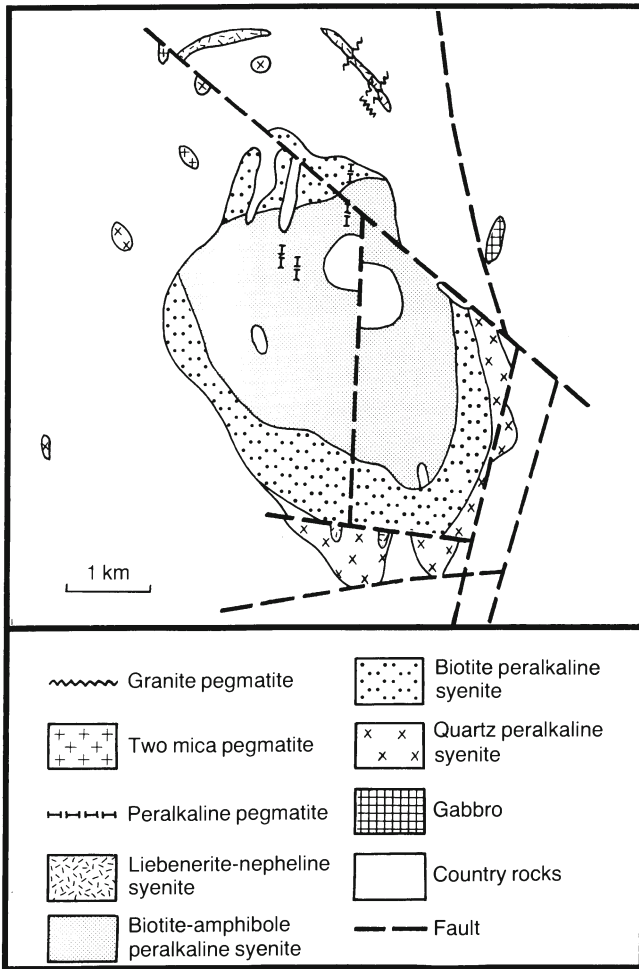 1 km
Granite pegmatite
Two mica pegmatite
Peralkaline pegmatite
Liebenerite-nepheline
syenite
Biotite-amphibole
peralkaline syenite
Biotite peralkaline
syenite
Quartz peralkaline
syenite
Gabbro
Country rocks
Fault